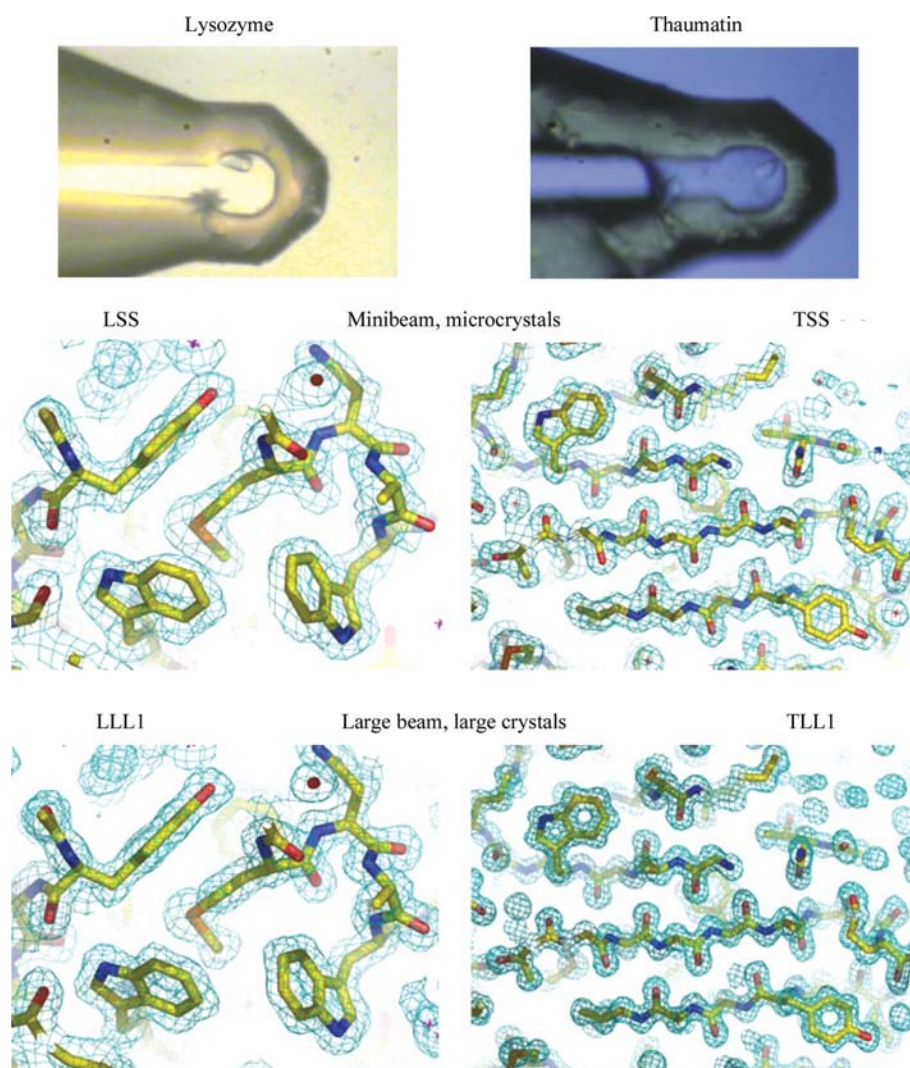 Lysozyme Thaumatin
LSS Minibeam, microcrystals TSS
LLL1 Large beam, large crystals TLL1